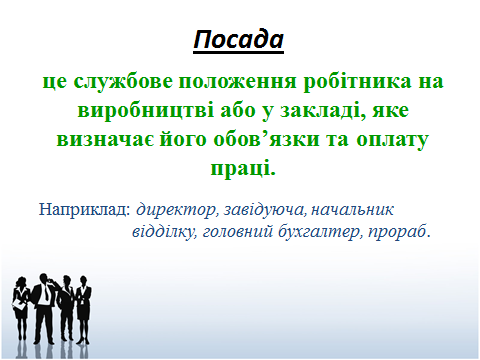 Посада
це службове положення робітника на
виробництві або у закладі, яке
визначає його обов’язки та оплату
праці.
Наприклад: директор, завідуюча, начальник
відділку, головний бухгалтер, прораб.